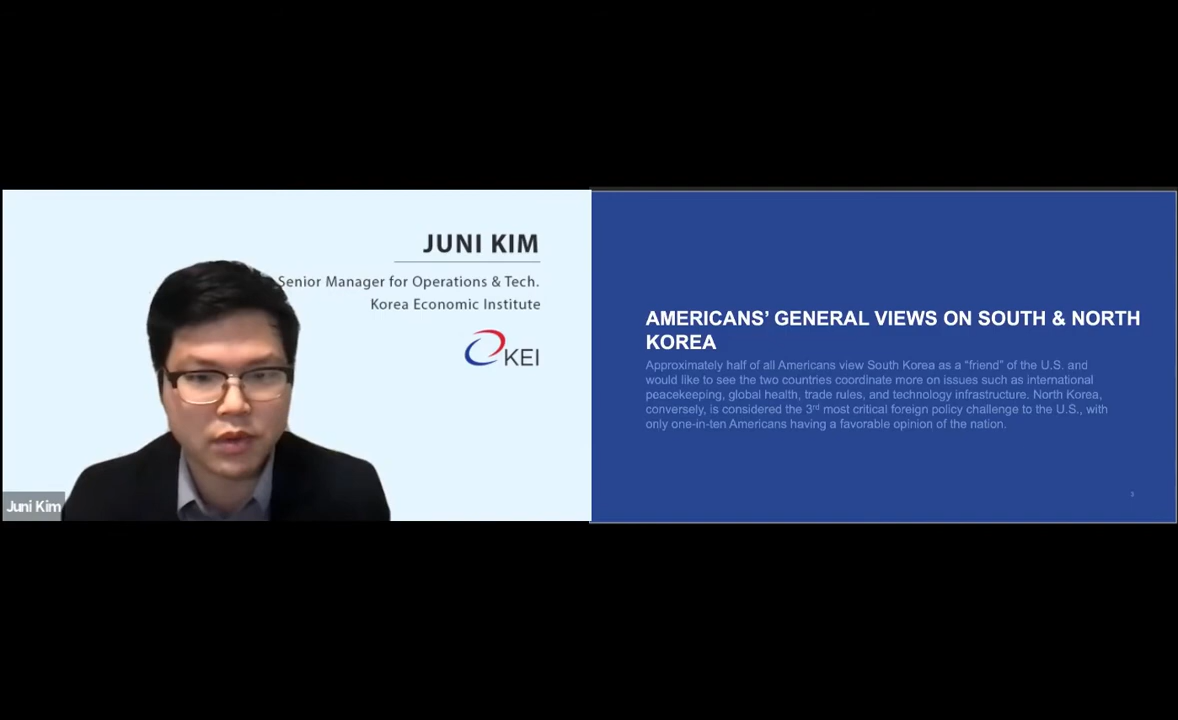 JUNI KIM
Senior Manager for Operations & Tech.
Korea Economic Institute
KEI
Juni Kim
AMERICANS’ GENERAL VIEWS ON SOUTH & NORTH
KOREA
Approximately half of all Americans view South Korea as a “friend” of the U.S. and
would like to see the two countries coordinate more on issues such as international
peacekeeping, global health, trade rules, and technology infrastructure. North Korea,
conversely, is considered the 3rd most critical foreign policy challenge to the U.S., with
only one-in-ten Americans having a favorable opinion of the nation.